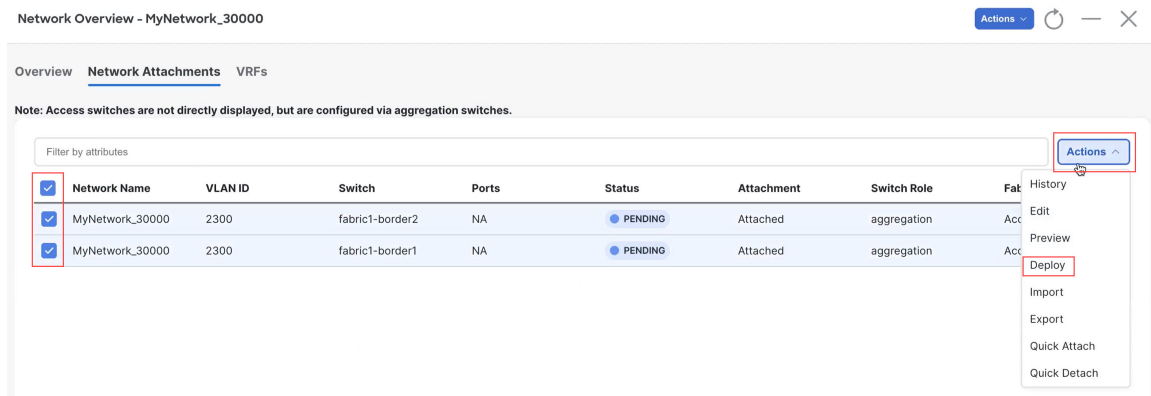 Network Overview - MyNetwork_30000
Actions
Overview Network Attachments VRFs
Note: Access switches are not directly displayed, but are configured via aggregation switches.
Filter by attributes
Actions
Network Name VLAN ID Switch Ports Status Attachment Switch Role Fab
MyNetwork_30000 2300 fabric1-border2 NA PENDING Attached aggregation Acc
MyNetwork_30000 2300 fabric1-border1 NA PENDING Attached aggregation Acc
History
Edit
Preview
Deploy
Import
Export
Quick Attach
Quick Detach